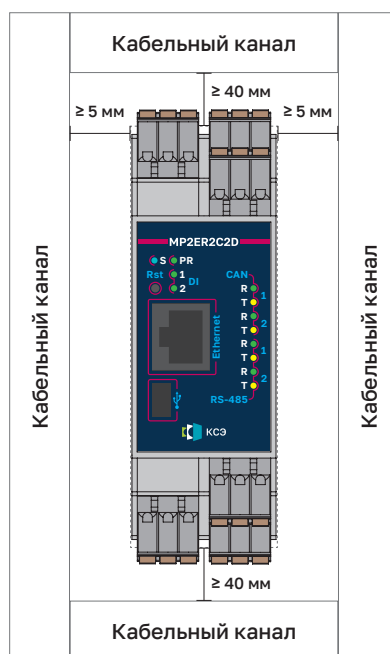 Кабельный канал
≥ 40 мм
≥ 5 мм
≥ 5 мм
MP2ER2C2D
S PR
Rst 1 DI
2
CAN
R
T 1
R
T 2
R
T 1
R
T 2
RS-485
Ethernet
КСЭ
Кабельный канал
Кабельный канал
≥ 40 мм
Кабельный канал